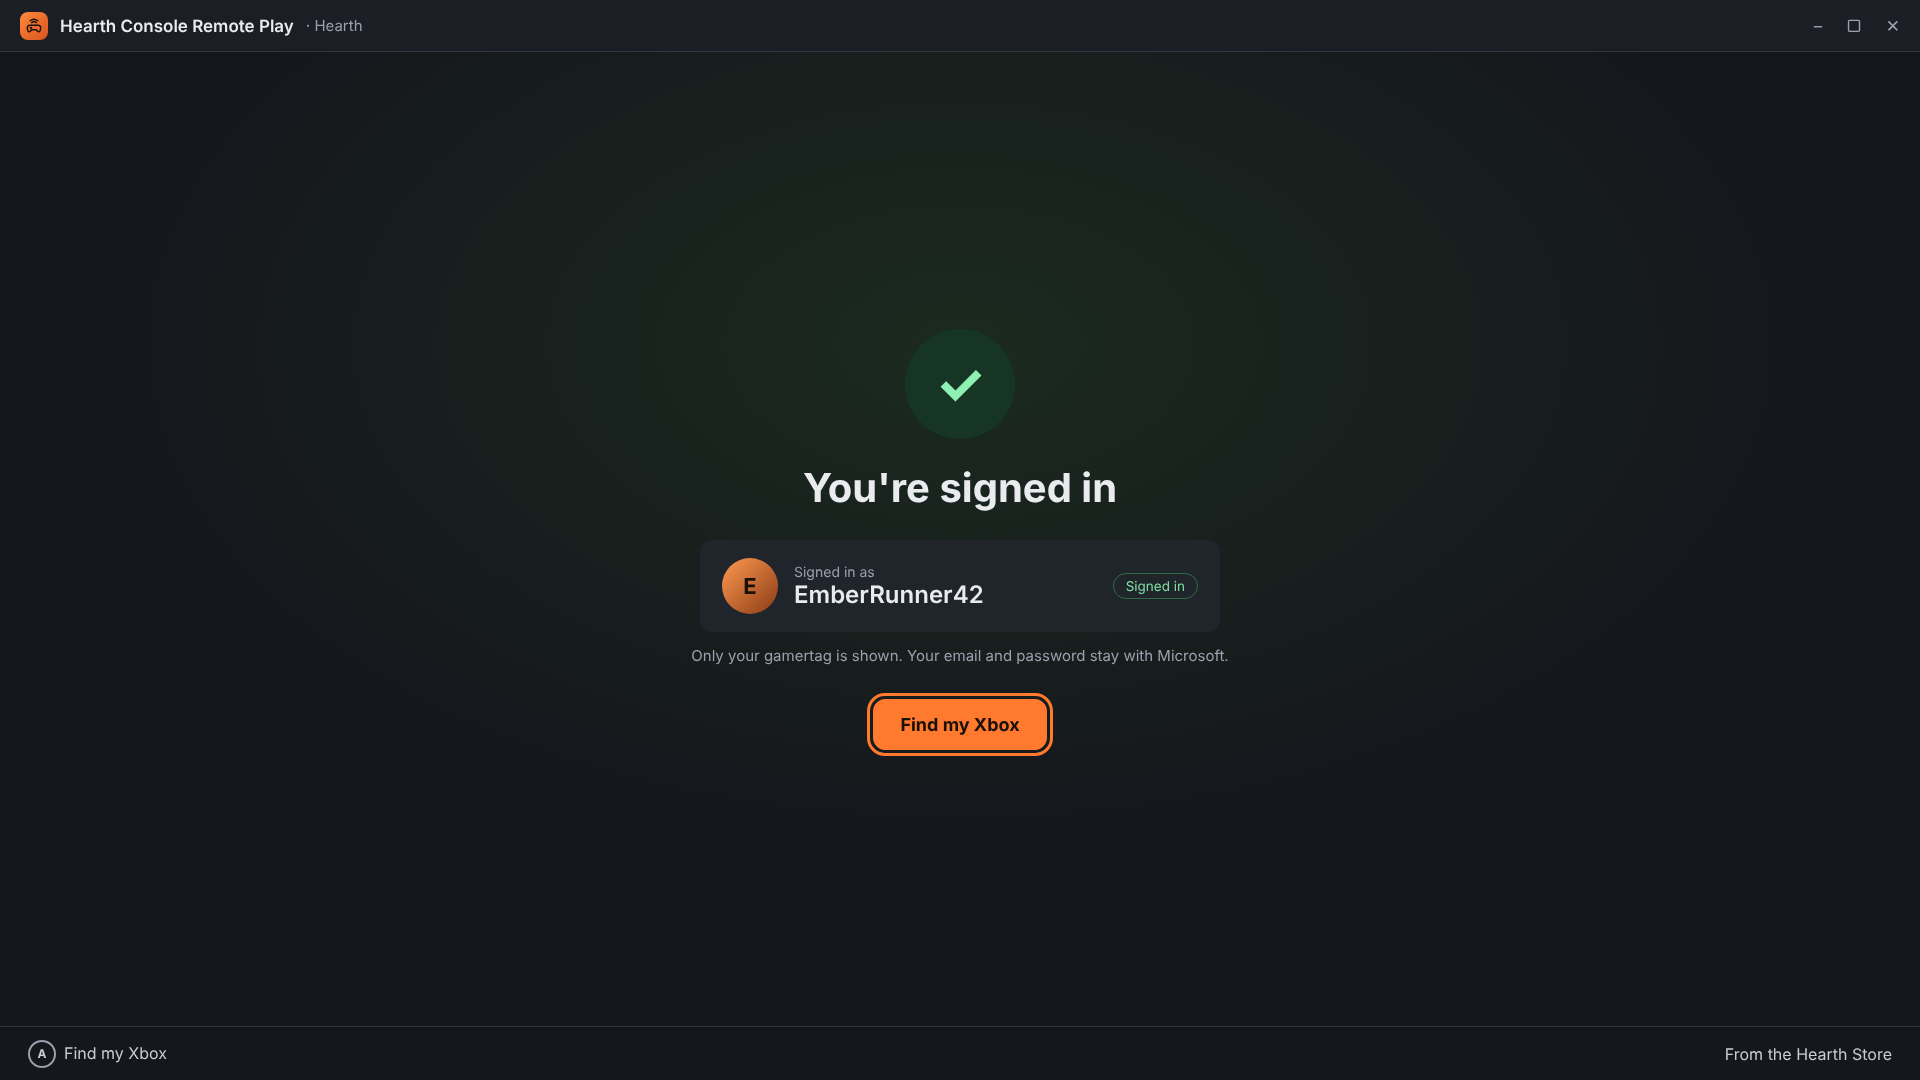 Hearth Console Remote Play · Hearth
You're signed in
E
Signed in as
EmberRunner42
Signed in
Only your gamertag is shown. Your email and password stay with Microsoft.
Find my Xbox
A Find my Xbox
From the Hearth Store